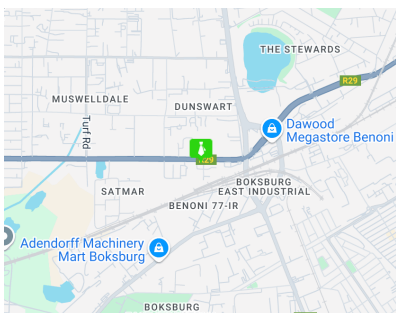 THE STEWARDS
R29
MUSWELLDALE
DUNSWART
Turf Rd
Dawood
Megastore Benoni
R29
BOKSBURG
EAST INDUSTRIAL
SATMAR
BENONI 77-IR
Adendorff Machinery
Mart Boksburg
BOKSBURG